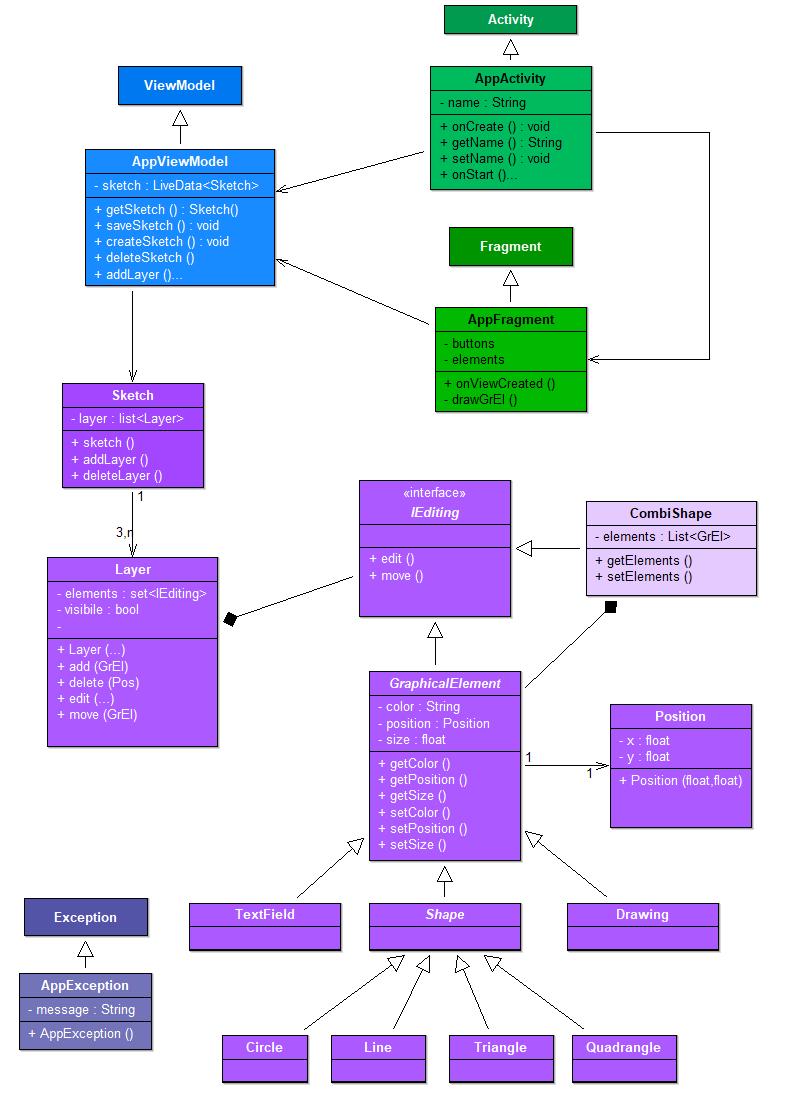 Activity
AppActivity
- name : String
+ onCreate () : void
+ getName () : String
+ setName () : void
+ onStart ()...
ViewModel
AppViewModel
- sketch : LiveData<Sketch>
+ getSketch () : Sketch()
+ saveSketch () : void
+ createSketch () : void
+ deleteSketch ()
+ addLayer ()...
Fragment
AppFragment
- buttons
- elements
+ onViewCreated ()
- drawGrEl ()
Sketch
- layer : list<Layer>
+ sketch ()
+ addLayer ()
+ deleteLayer ()
1
3,n
Layer
- elements : set<IEditing>
- visibile : bool
-
+ Layer (...)
+ add (GrEl)
+ delete (Pos)
+ edit (...)
+ move (GrEl)
«interface»
IEditing
+ edit ()
+ move ()
CombiShape
- elements : List<GrEl>
+ getElements ()
+ setElements ()
GraphicalElement
- color : String
- position : Position
- size : float
+ getColor ()
+ getPosition ()
+ getSize ()
+ setColor ()
+ setPosition ()
+ setSize ()
1
1
Position
- x : float
- y : float
+ Position (float,float)
TextField
Shape
Drawing
Exception
AppException
- message : String
+ AppException ()
Circle
Line
Triangle
Quadrangle